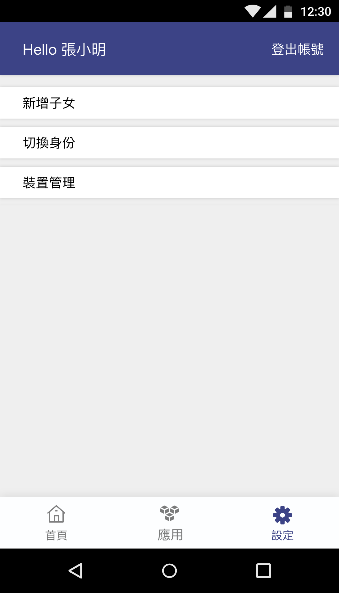 12:30
Hello 張小明
登出帳號
新增子女
切換身份
裝置管理
首頁
應用
設定